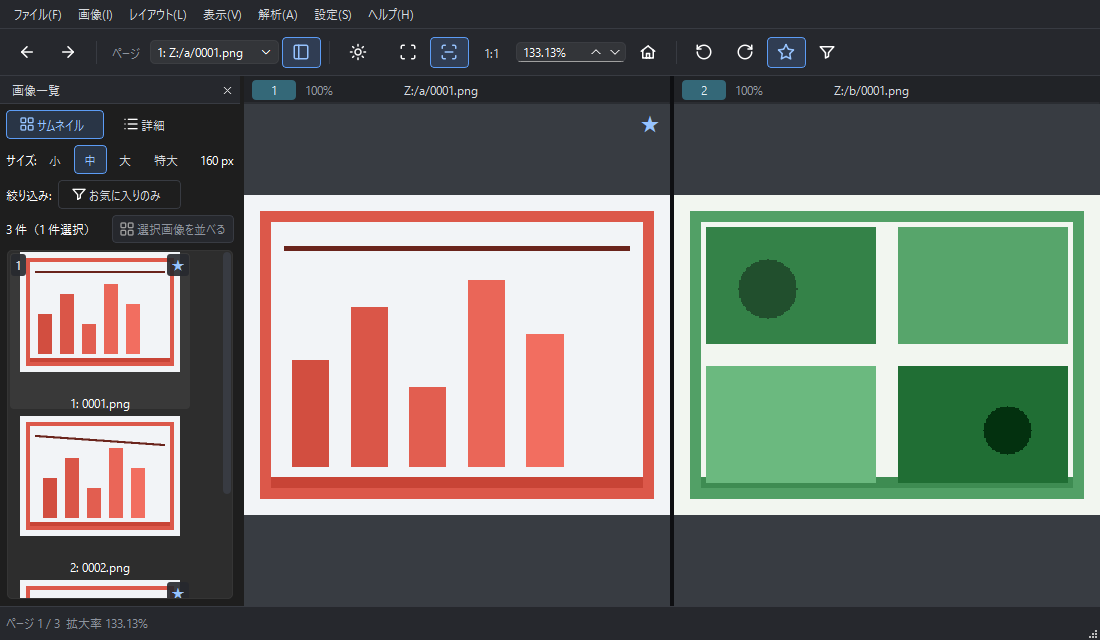 ファイル(F) 画像(I) レイアウト(L) 表示(V) 解析(A) 設定(S) ヘルプ(H)
ページ 1: Z:/a/0001.png 1:1 133.13%
画像一覧
1 100% Z:/a/0001.png
2 100% Z:/b/0001.png
サムネイル 詳細
サイズ: 小 中 大 特大 160 px
絞り込み: お気に入りのみ
3 件（1 件選択） 選択画像を並べる
1
1: 0001.png
2: 0002.png
ページ 1 / 3 拡大率 133.13%